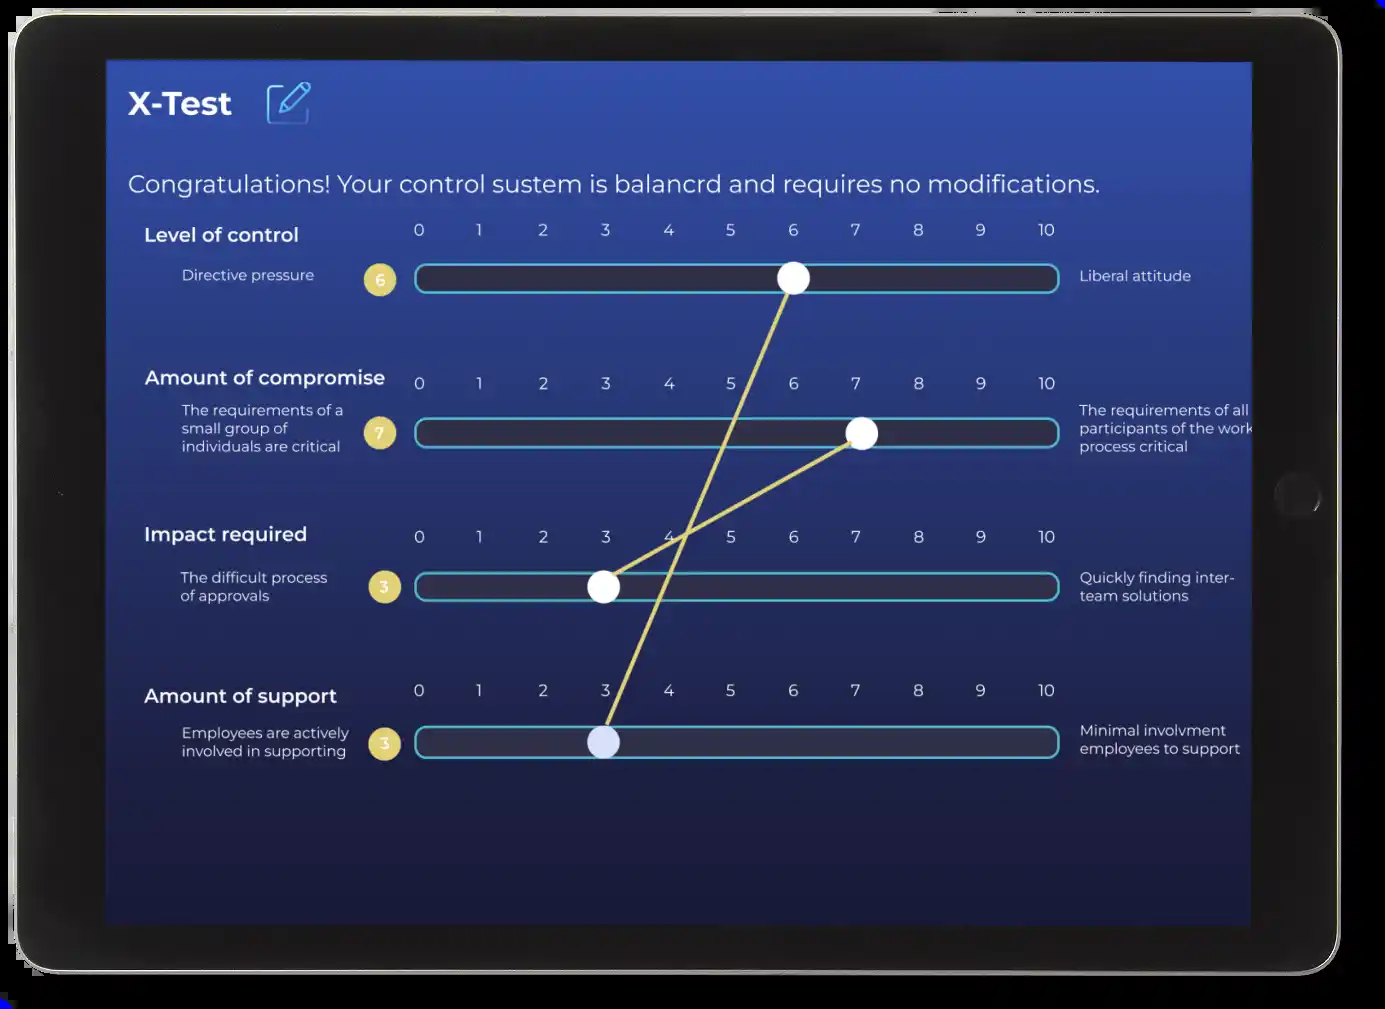 X-Test
Congratulations! Your control sustem is balancrd and requires no modifications.
Level of control
0 1 2 3 4 5 6 7 8 9 10
Directive pressure
6
Liberal attitude
Amount of compromise
0 1 2 3 4 5 6 7 8 9 10
The requirements of a
small group of
individuals are critical
7
The requirements of all
participants of the work
process critical
Impact required
0 1 2 3 4 5 6 7 8 9 10
The difficult process
of approvals
3
Quickly finding inter-
team solutions
Amount of support
0 1 2 3 4 5 6 7 8 9 10
Employees are actively
involved in supporting
3
Minimal involvment
employees to support